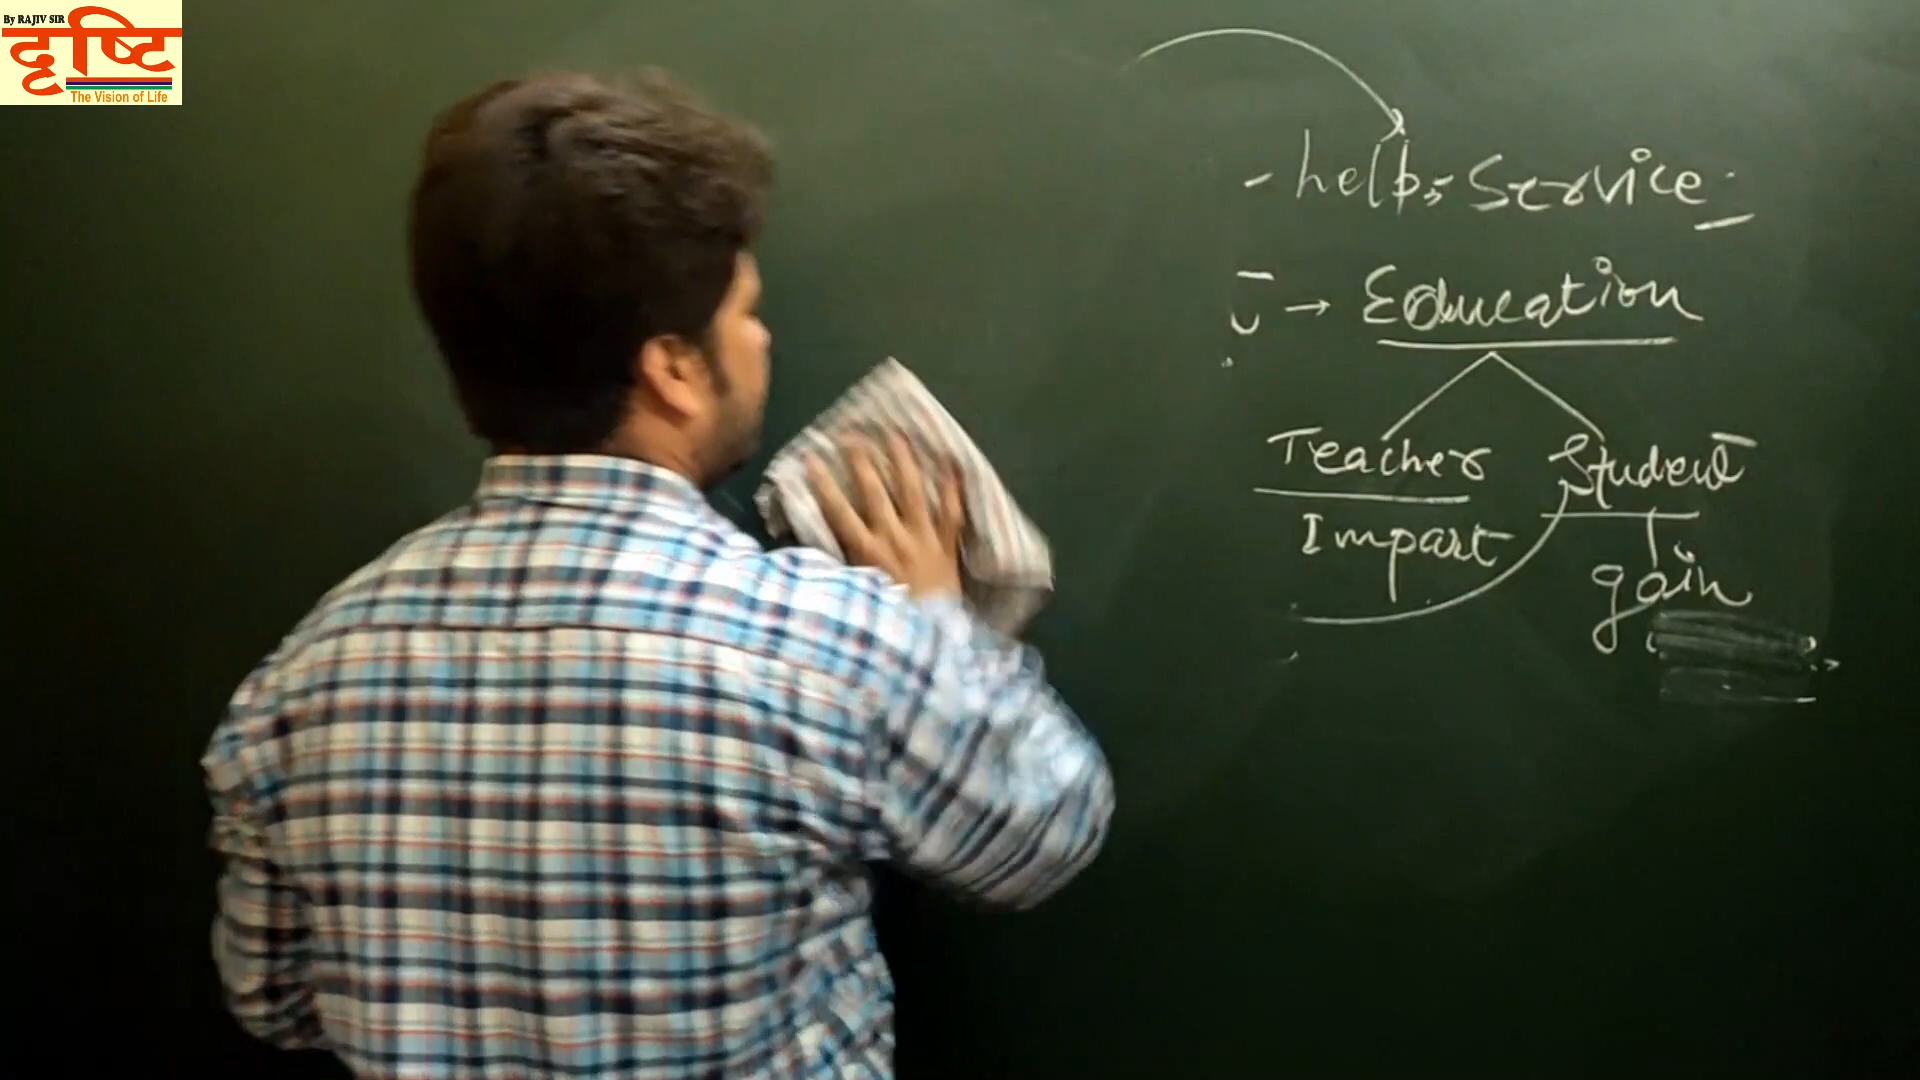 By RAJIV SIR
दृष्टि
The Vision of Life
- help, Service
→ Education
Teacher Student
Impart
gain